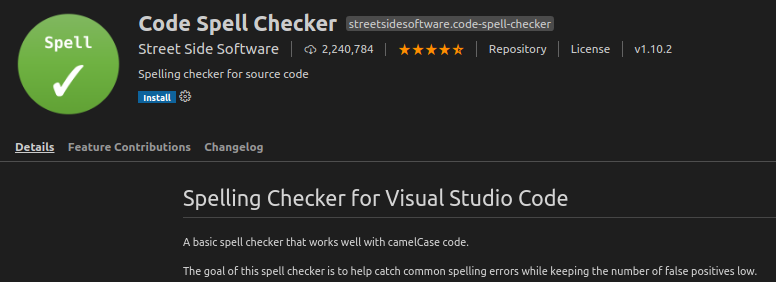 Spell
Code Spell Checker streetsidesoftware.code-spell-checker
Street Side Software 2,240,784 Repository License v1.10.2
Spelling checker for source code
Install
Details Feature Contributions Changelog
Spelling Checker for Visual Studio Code
A basic spell checker that works well with camelCase code.
The goal of this spell checker is to help catch common spelling errors while keeping the number of false positives low.